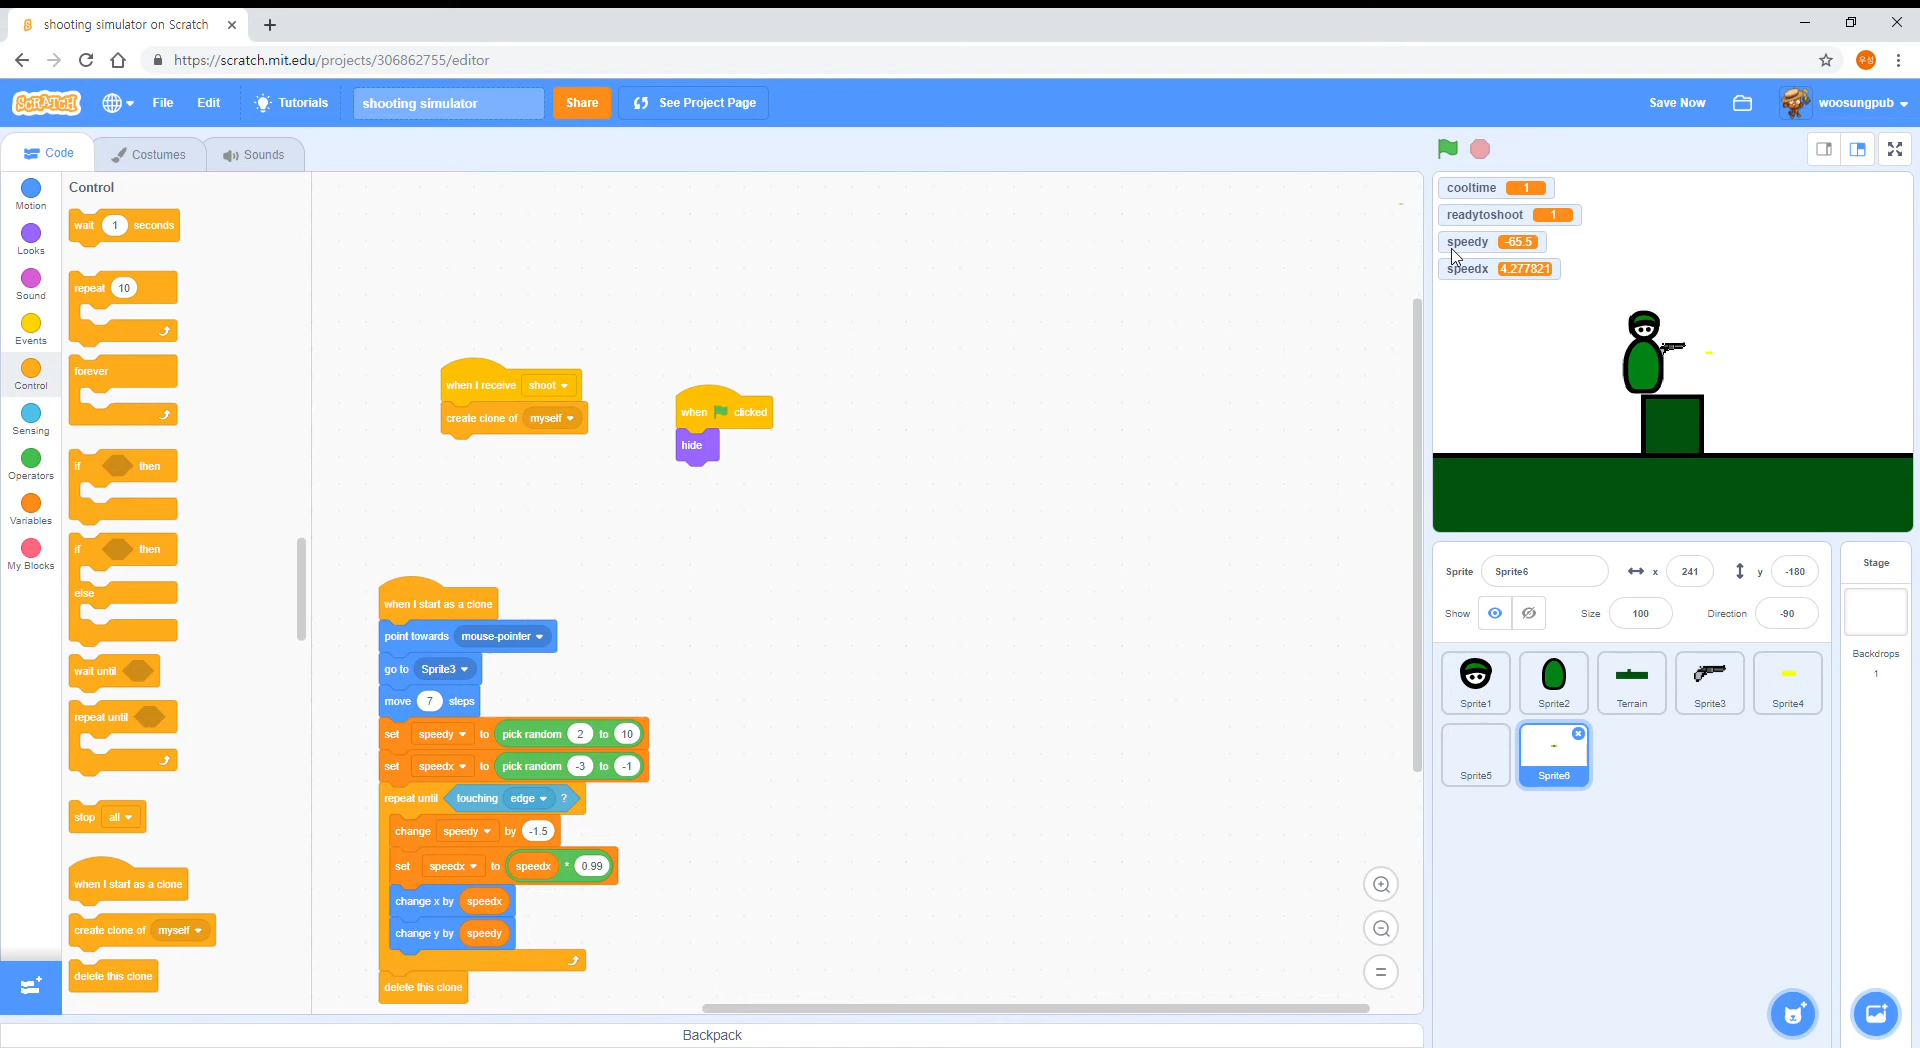 shooting simulator on Scratch
https://scratch.mit.edu/projects/306862755/editor
우성
SCRATCH
File
Edit
Tutorials
shooting simulator
Share
See Project Page
Save Now
woosungpub
Code
Costumes
Sounds
Motion
Looks
Sound
Events
Control
Sensing
Operators
Variables
My Blocks
Control
wait 1 seconds
repeat 10
forever
if then
if then
else
wait until
repeat until
stop all
when I start as a clone
create clone of myself
delete this clone
when I receive shoot
create clone of myself
when clicked
hide
when I start as a clone
point towards mouse-pointer
go to Sprite3
move 7 steps
set speedy to pick random 2 to 10
set speedx to pick random -3 to -1
repeat until touching edge ?
change speedy by -1.5
set speedx to speedx * 0.99
change x by speedx
change y by speedy
delete this clone
Backpack
cooltime 1
readytoshoot 1
speedy -65.5
speedx 4.277821
Sprite Sprite6 x 241 y -180
Show Size 100 Direction -90
Sprite1
Sprite2
Terrain
Sprite3
Sprite4
Sprite5
Sprite6
Stage
Backdrops
1